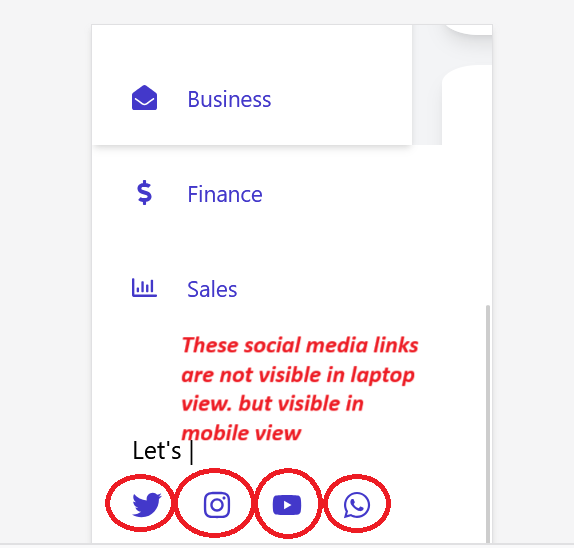 Business
Finance
Sales
These social media links
are not visible in laptop
view. but visible in
mobile view
Let's |